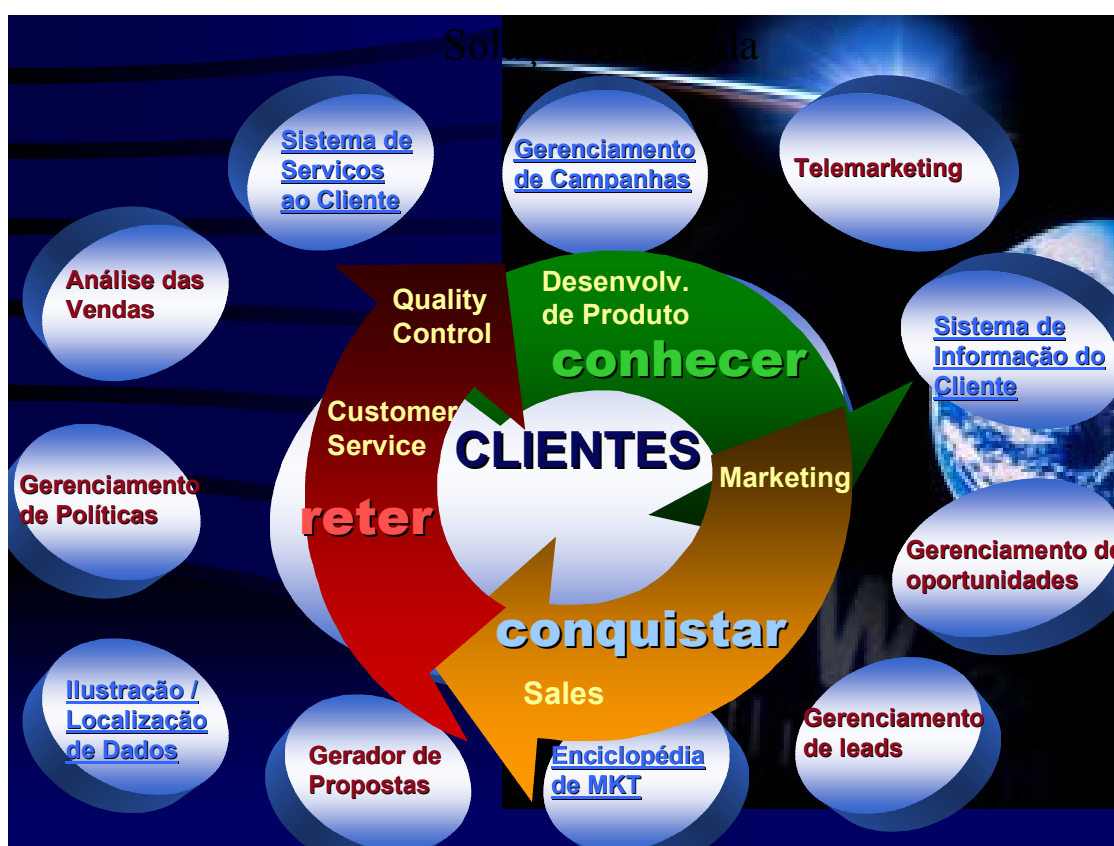 Sistema de
Serviços
ao Cliente
Gerenciamento
de Campanhas
Telemarketing
Análise das
Vendas
Quality
Control
Desenvolv.
de Produto
conhecer
Sistema de
Informação do
Cliente
Customer
Service
CLIENTES
Marketing
Gerenciamento
de Políticas
reter
Gerenciamento de
oportunidades
conquistar
Sales
Ilustração /
Localização
de Dados
Gerador de
Propostas
Enciclopédia
de MKT
Gerenciamento
de leads